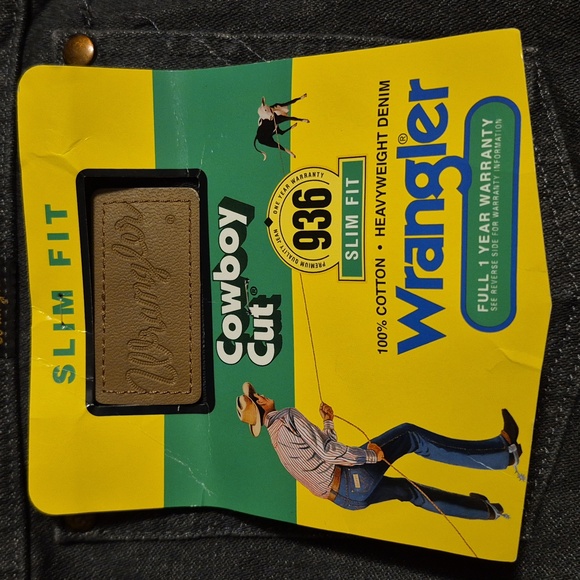 SLIM FIT
Wrangler
Cowboy
Cut®
ONE YEAR WARRANTY
936
PREMIUM QUALITY JEAN
SLIM FIT
100% COTTON • HEAVYWEIGHT DENIM
Wrangler®
FULL 1 YEAR WARRANTY
SEE REVERSE SIDE FOR WARRANTY INFORMATION